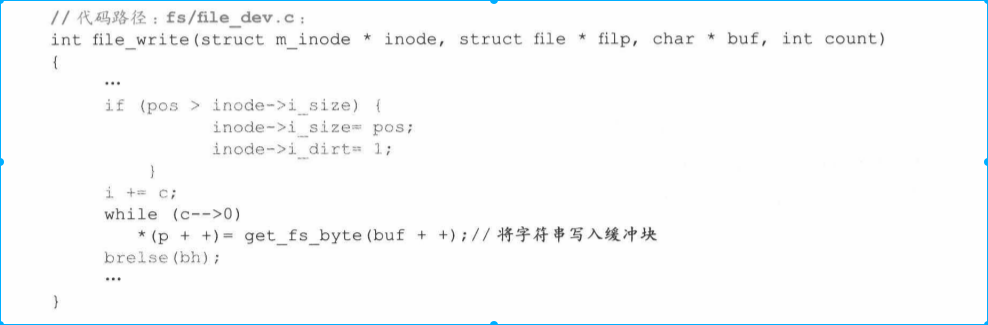 // 代码路径：fs/file_dev.c：
int file_write(struct m_inode * inode, struct file * filp, char * buf, int count)
{
…
if (pos > inode->i_size) {
inode->i_size= pos;
inode->i_dirt= 1;
}
i += c;
while (c-->0)
*(p + +)= get_fs_byte(buf + +);// 将字符串写入缓冲块
brelse(bh);
…
}